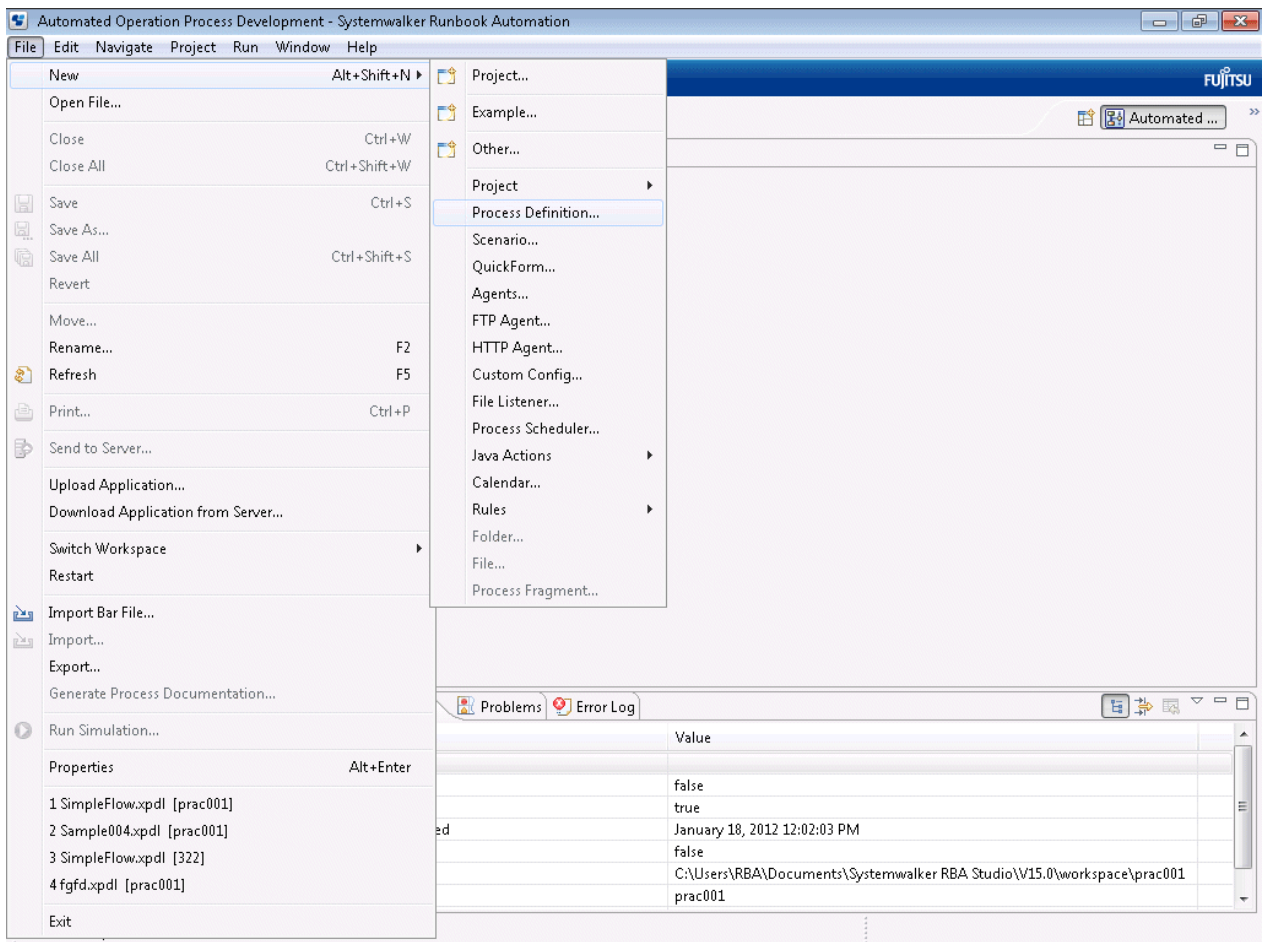 Automated Operation Process Development - Systemwalker Runbook Automation
File Edit Navigate Project Run Window Help
FUJITSU
Automated ...
New Alt+Shift+N
Open File...
Close Ctrl+W
Close All Ctrl+Shift+W
Save Ctrl+S
Save As...
Save All Ctrl+Shift+S
Revert
Move...
Rename... F2
Refresh F5
Print... Ctrl+P
Send to Server...
Upload Application...
Download Application from Server...
Switch Workspace
Restart
Import Bar File...
Import...
Export...
Generate Process Documentation...
Run Simulation...
Properties Alt+Enter
1 SimpleFlow.xpdl [prac001]
2 Sample004.xpdl [prac001]
3 SimpleFlow.xpdl [322]
4 fgfd.xpdl [prac001]
Exit
Project...
Example...
Other...
Project
Process Definition...
Scenario...
QuickForm...
Agents...
FTP Agent...
HTTP Agent...
Custom Config...
File Listener...
Process Scheduler...
Java Actions
Calendar...
Rules
Folder...
File...
Process Fragment...
Problems Error Log
Value
false
true
ed January 18, 2012 12:02:03 PM
false
C:\Users\RBA\Documents\Systemwalker RBA Studio\V15.0\workspace\prac001
prac001